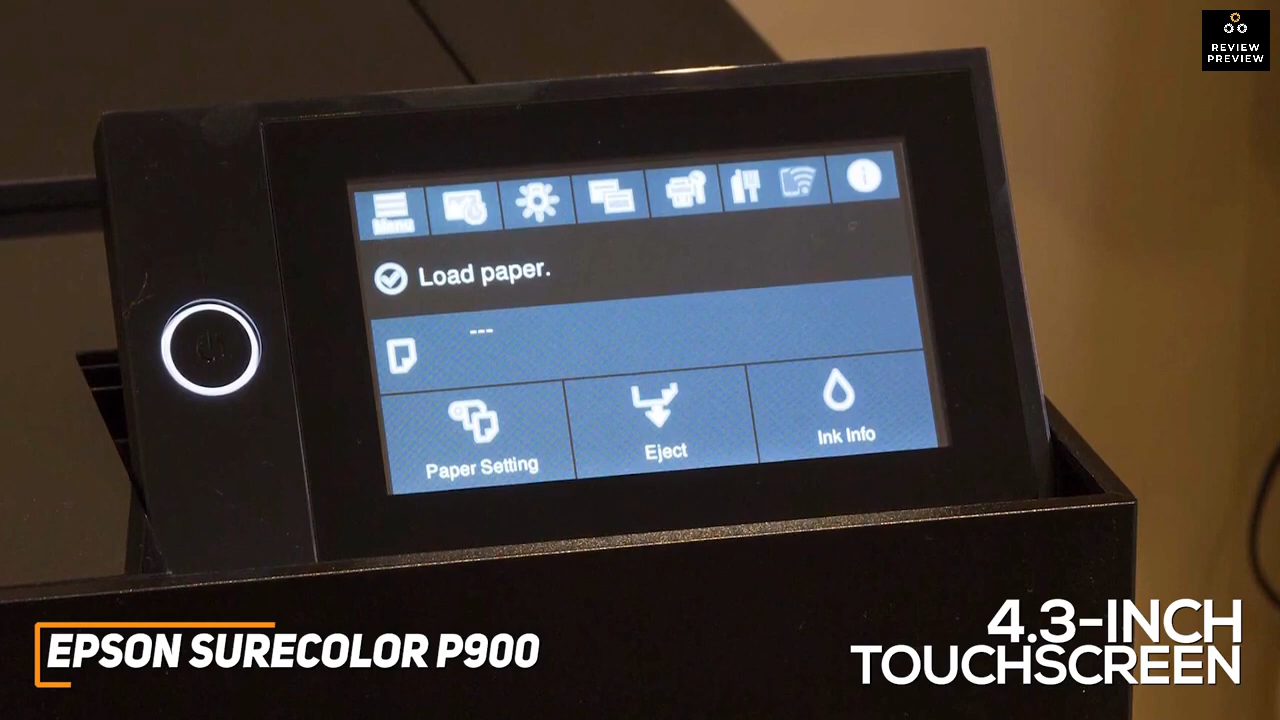 REVIEW
PREVIEW
Menu
Load paper.
---
Paper Setting
Eject
Ink Info
EPSON SURECOLOR P900
4.3-INCH
TOUCHSCREEN